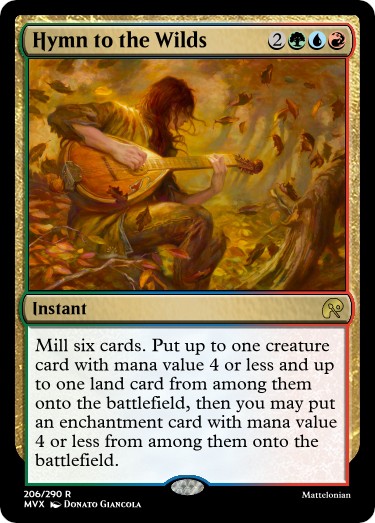 Hymn to the Wilds 2
Instant
Mill six cards. Put up to one creature
card with mana value 4 or less and up
to one land card from among them
onto the battlefield, then you may put
an enchantment card with mana value
4 or less from among them onto the
battlefield.
206/290 R
MVX Donato Giancola
Mattelonian